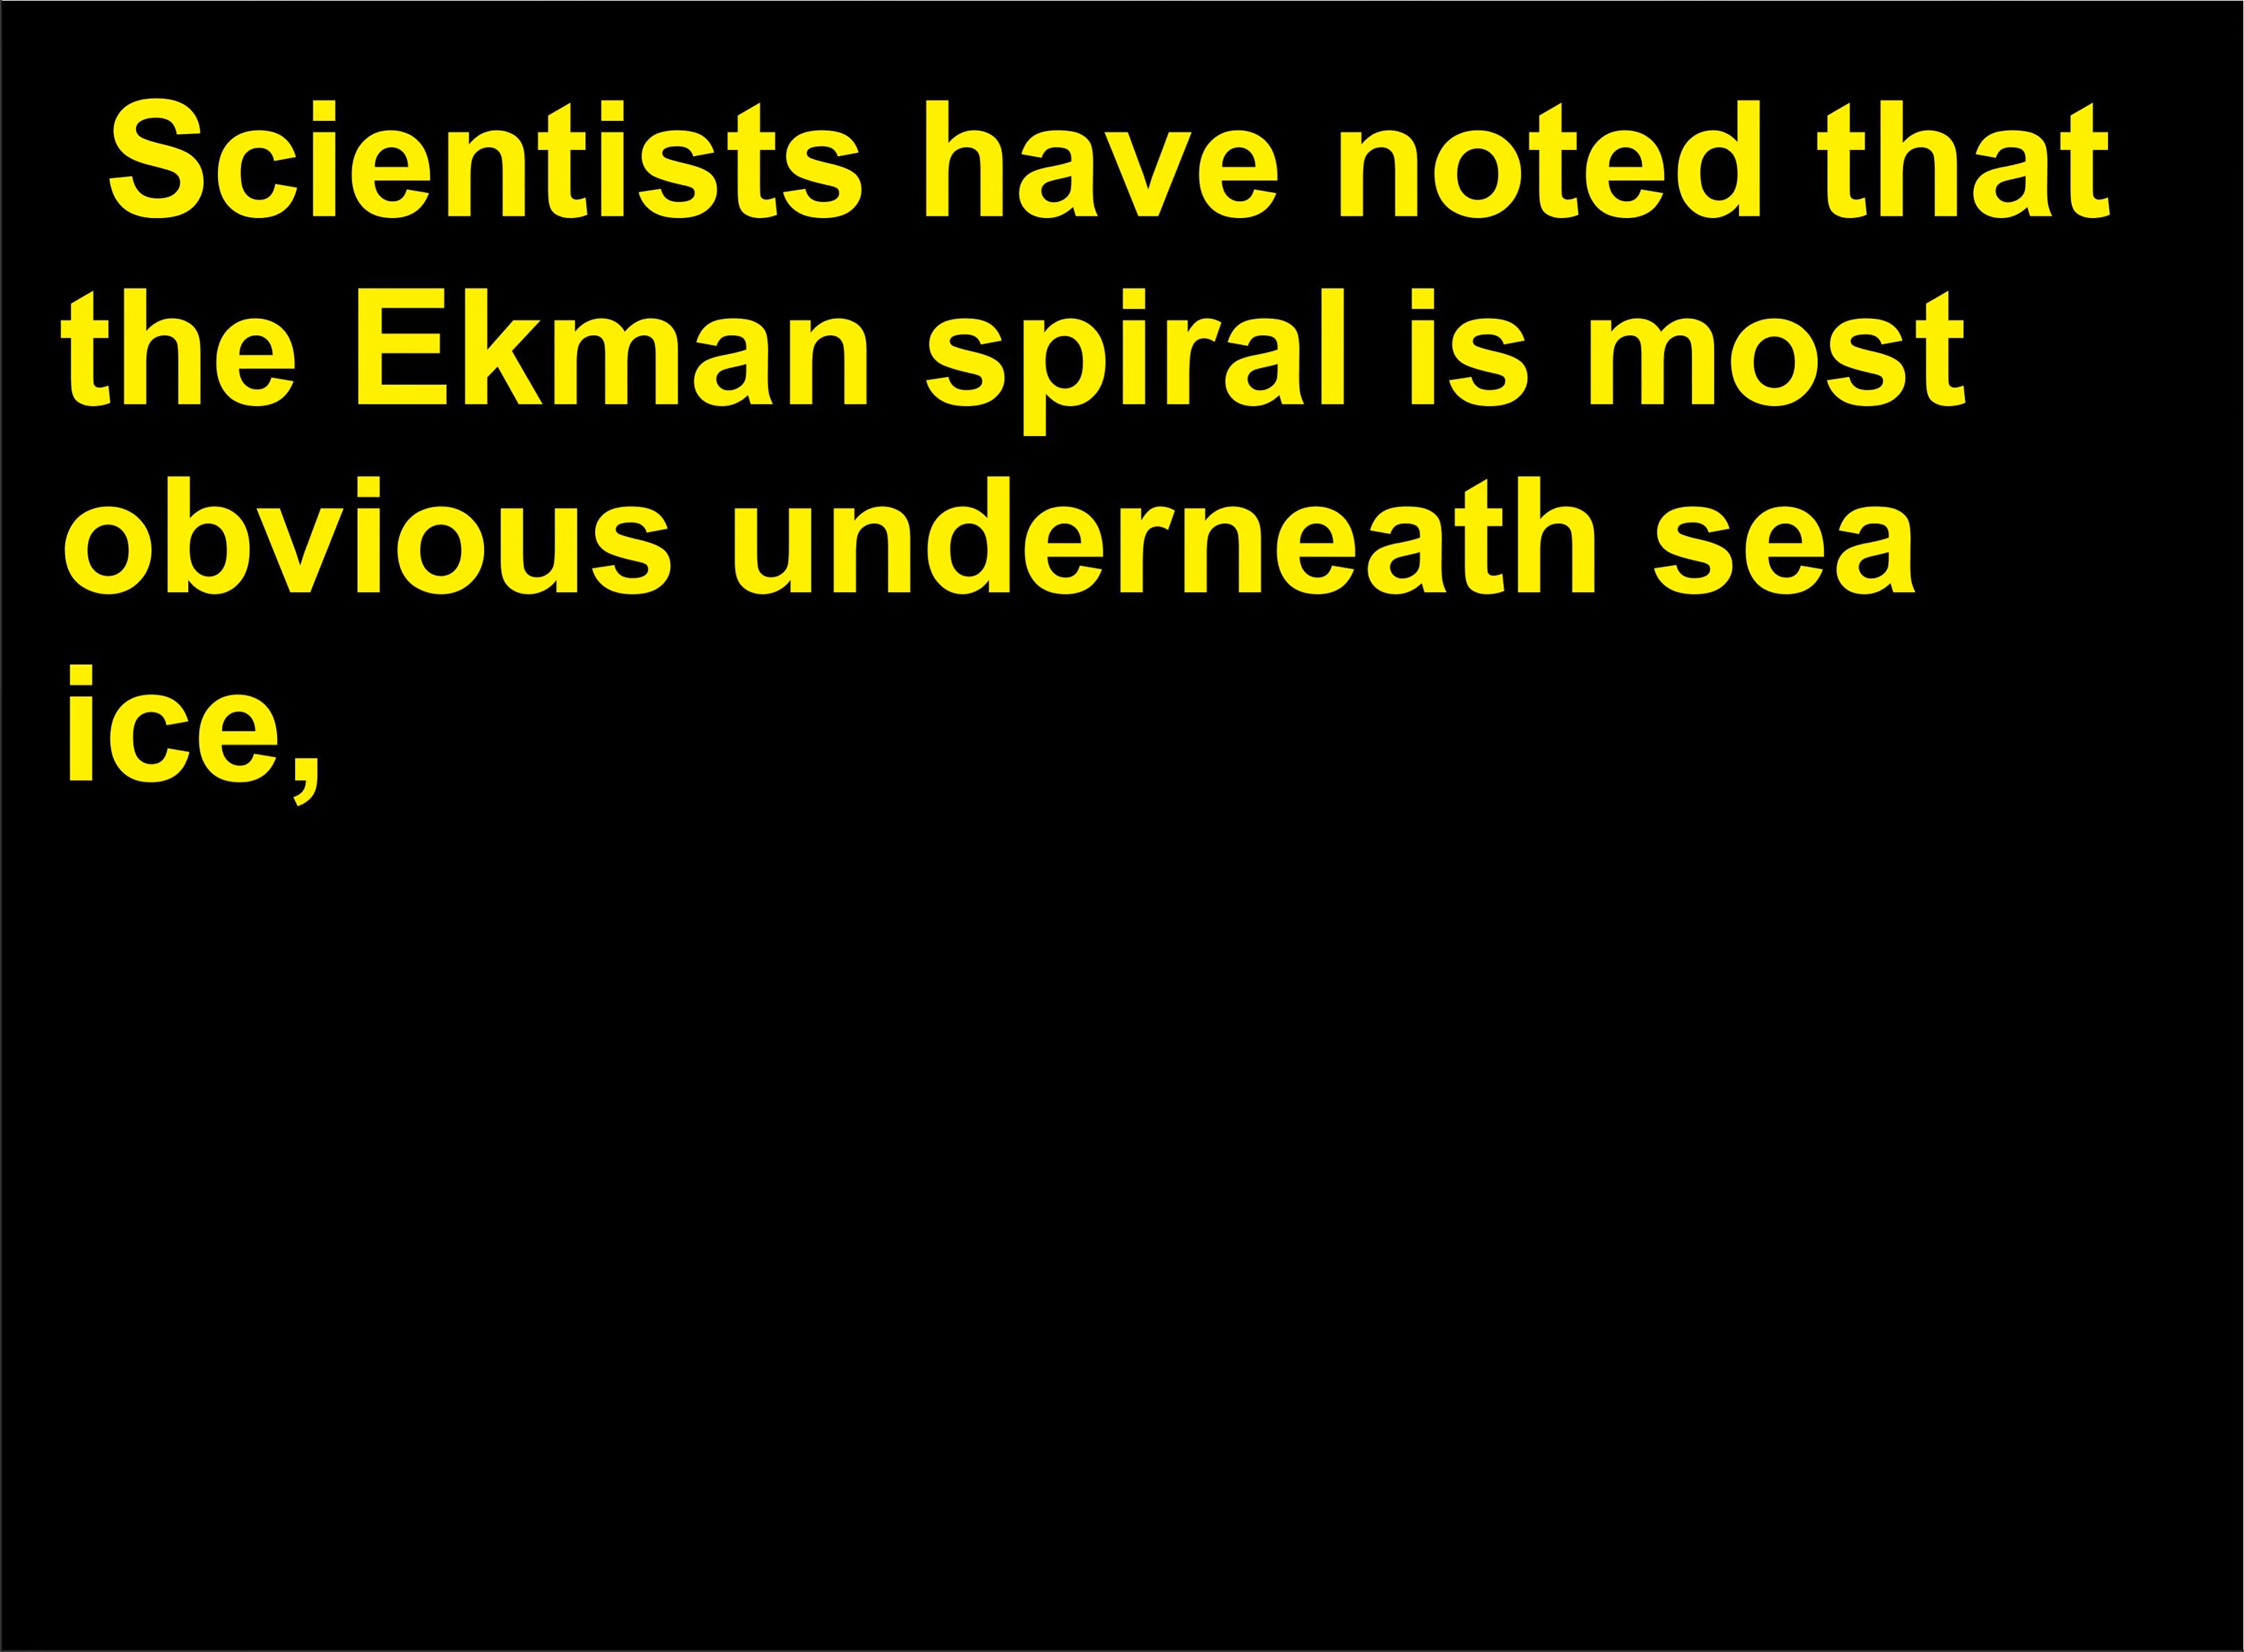 Scientists have noted that
the Ekman spiral is most
obvious underneath sea
ice,